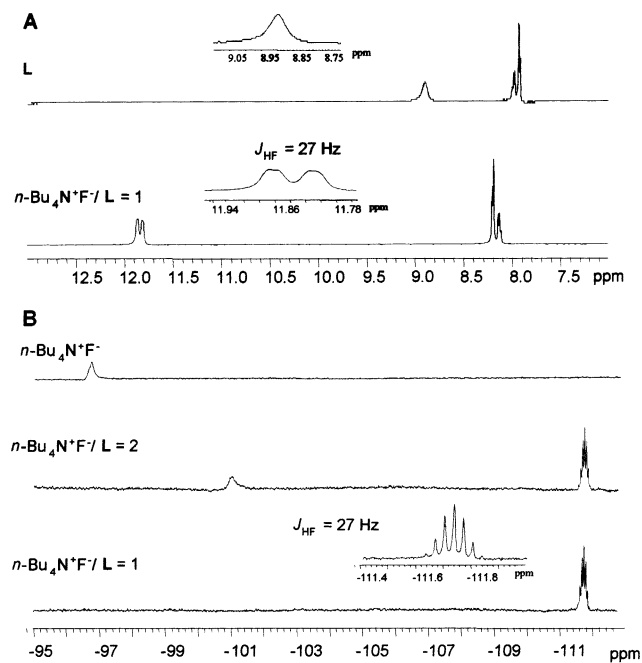 A
9.05 8.95 8.85 8.75 ppm
L
J_HF = 27 Hz
n-Bu₄N⁺F⁻/ L = 1
11.94 11.86 11.78 ppm
12.5 12.0 11.5 11.0 10.5 10.0 9.5 9.0 8.5 8.0 7.5 ppm
B
n-Bu₄N⁺F⁻
n-Bu₄N⁺F⁻/ L = 2
J_HF = 27 Hz
-111.4 -111.6 -111.8 ppm
n-Bu₄N⁺F⁻/ L = 1
-95 -97 -99 -101 -103 -105 -107 -109 -111 ppm